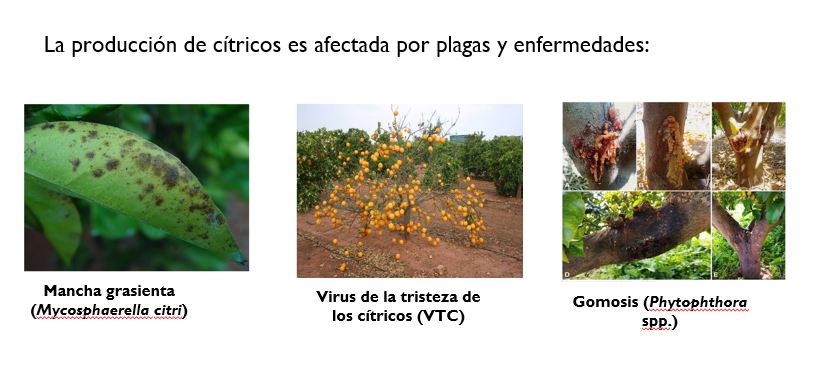 La producción de cítricos es afectada por plagas y enfermedades:
Mancha grasienta
(Mycosphaerella citri)
Virus de la tristeza de
los cítricos (VTC)
D
E
Gomosis (Phytophthora
spp.)